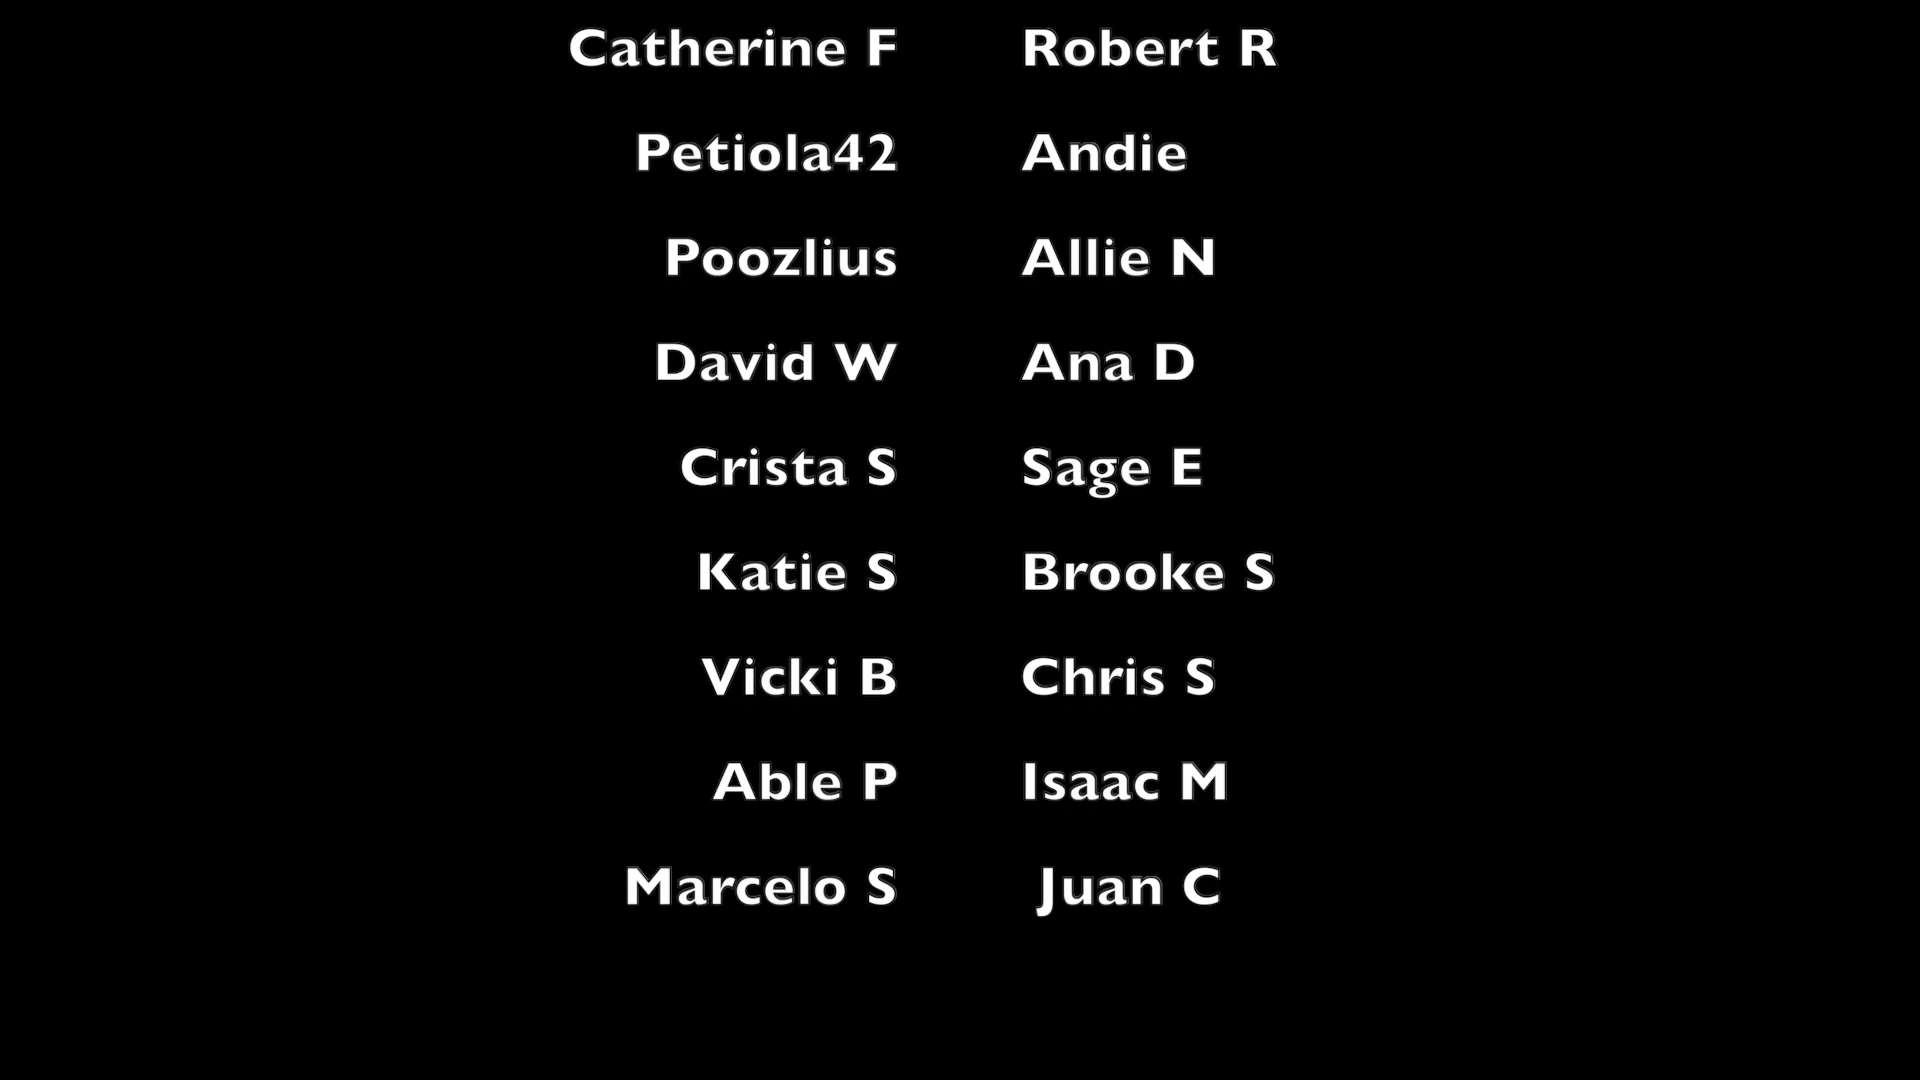 Catherine F Robert R
Petiola42 Andie
Poozlius Allie N
David W Ana D
Crista S Sage E
Katie S Brooke S
Vicki B Chris S
Able P Isaac M
Marcelo S Juan C